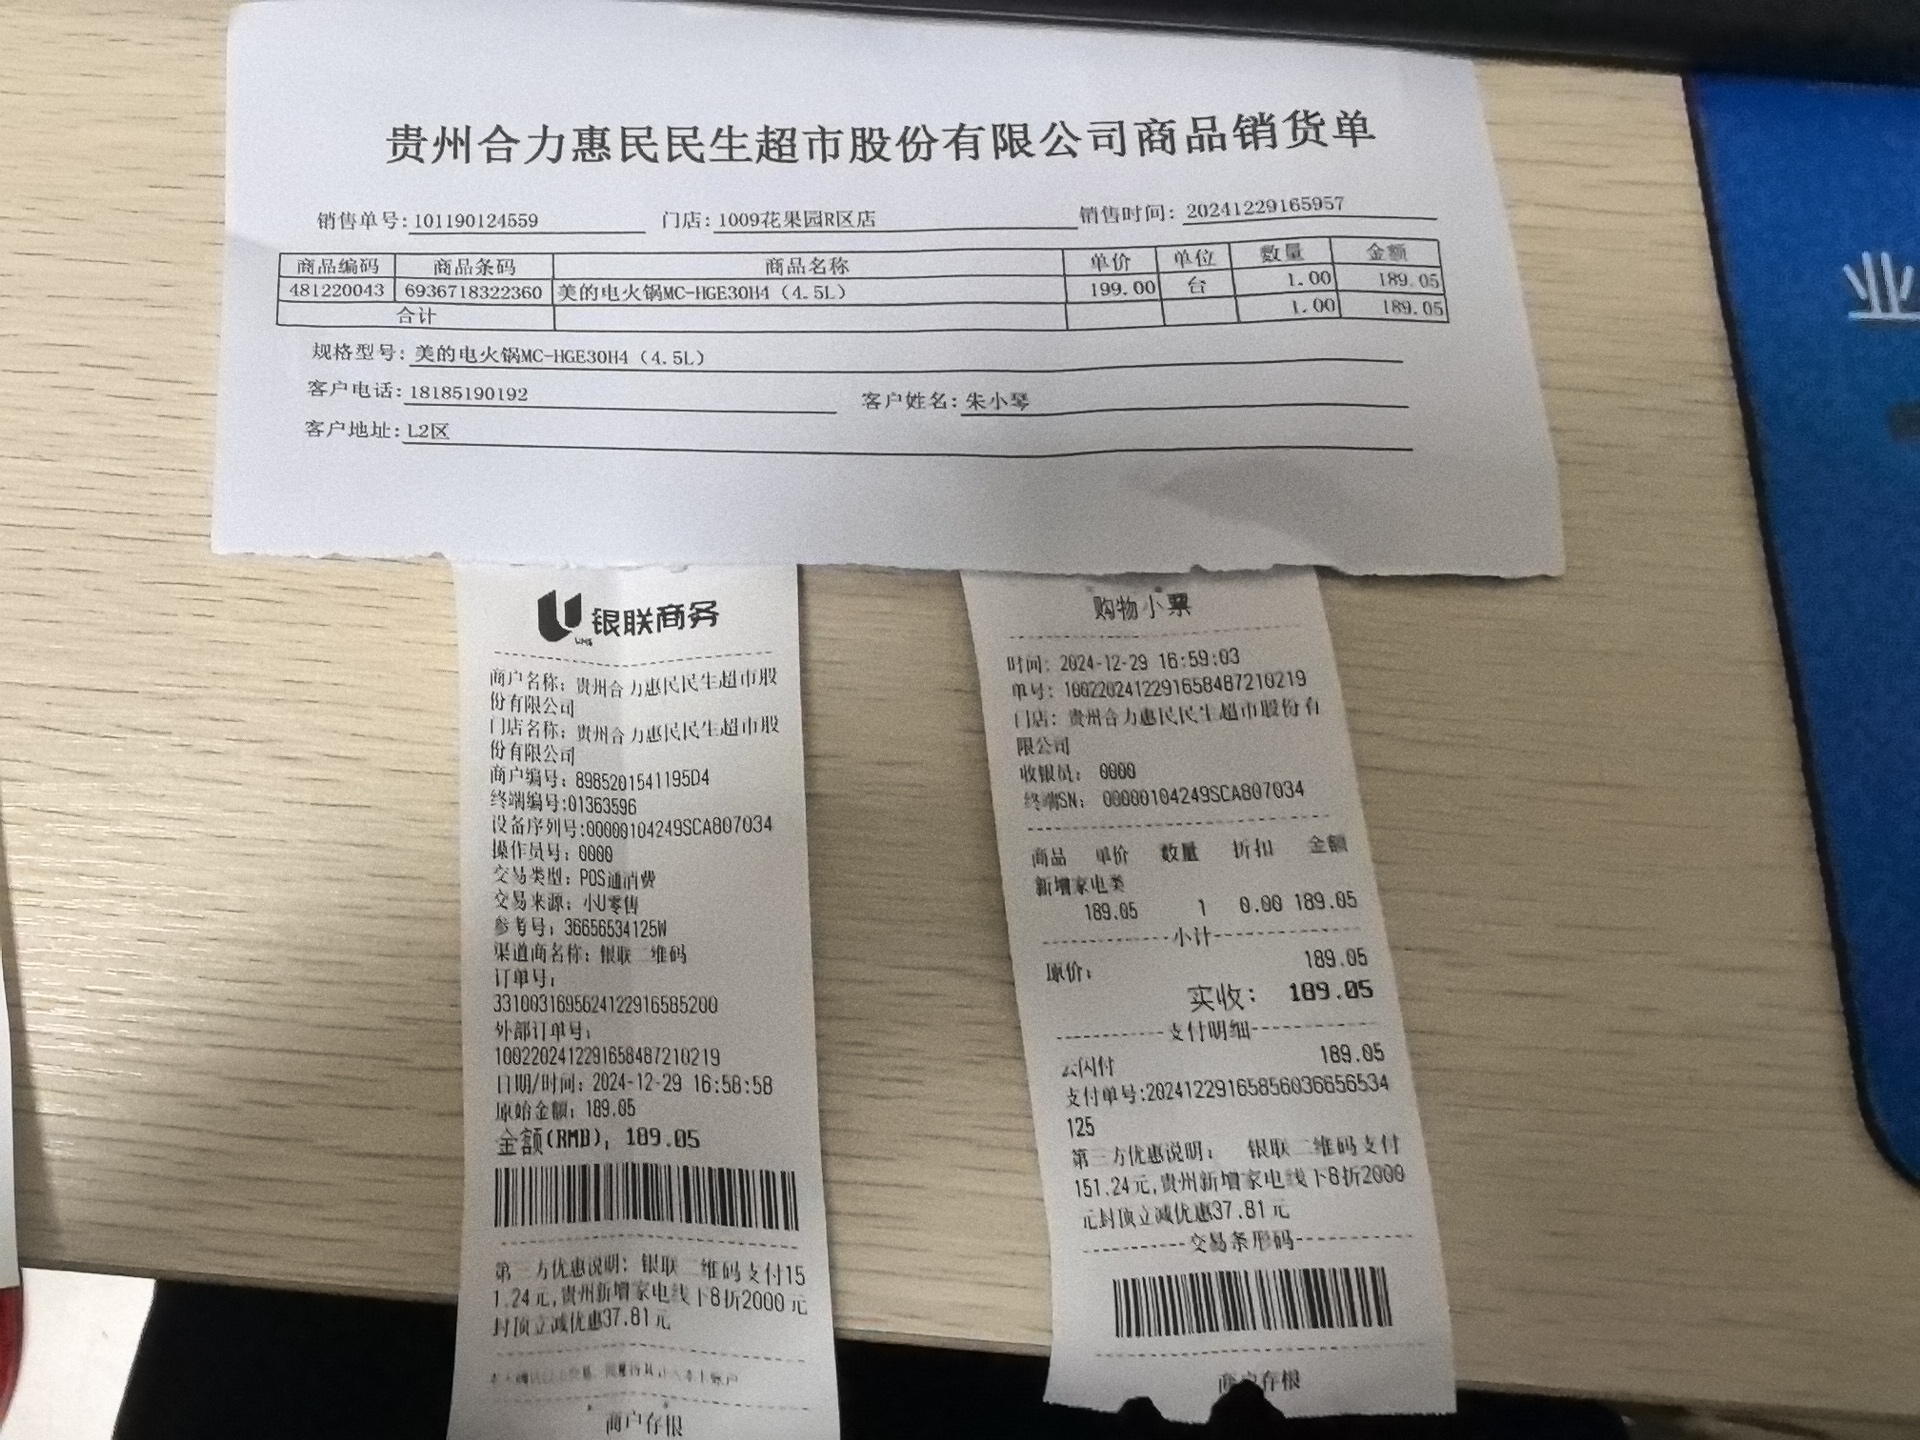 贵州合力惠民民生超市股份有限公司商品销货单
销售单号: 101190124559 门店: 1009花果园R区店 销售时间: 20241229165957
商品编码 商品条码 商品名称 单价 单位 数量 金额
481220043 6936718322360 美的电火锅MC-HGE30H4（4.5L） 199.00 台 1.00 189.05
合计 1.00 189.05
规格型号: 美的电火锅MC-HGE30H4（4.5L）
客户电话: 18185190192 客户姓名: 朱小琴
客户地址: L2区
业
银联商务
UMS
商户名称: 贵州合力惠民民生超市股
份有限公司
门店名称: 贵州合力惠民民生超市股
份有限公司
商户编号: 8985201541195D4
终端编号:01363596
设备序列号:00000104249SCA807034
操作员号: 0000
交易类型: POS通消费
交易来源: 小U零售
参考号: 36656534125W
渠道商名称: 银联二维码
订单号:
33100316956241229165852​00
外部订单号:
1002202412291658487210219
日期/时间: 2024-12-29 16:58:58
原始金额: 189.05
金额(RMB): 189.05
第三方优惠说明: 银联二维码支付15
1.24元,贵州新增家电线下8折2000元
封顶立减优惠37.81元
商户存根
购物小票
时间: 2024-12-29 16:59:03
单号: 1002202412291658487210219
门店: 贵州合力惠民民生超市股份有
限公司
收银员: 0000
终端SN: 00000104249SCA807034
商品 单价 数量 折扣 金额
新增家电类
189.05 1 0.00 189.05
小计
原价: 189.05
实收: 189.05
支付明细
云闪付 189.05
支付单号:20241229165856036656534
125
第三方优惠说明: 银联二维码支付
151.24元,贵州新增家电线下8折2000
元封顶立减优惠37.81元
交易条形码
商户存根